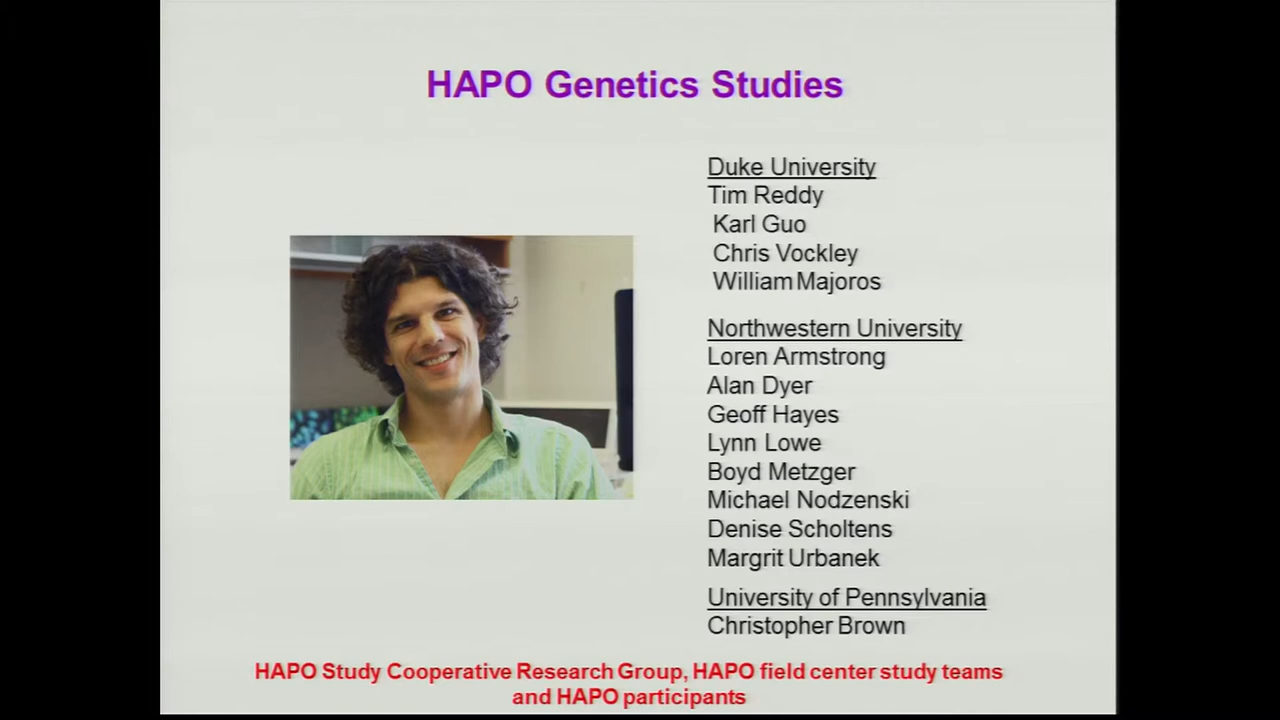 HAPO Genetics Studies
Duke University
Tim Reddy
Karl Guo
Chris Vockley
William Majoros
Northwestern University
Loren Armstrong
Alan Dyer
Geoff Hayes
Lynn Lowe
Boyd Metzger
Michael Nodzenski
Denise Scholtens
Margrit Urbanek
University of Pennsylvania
Christopher Brown
HAPO Study Cooperative Research Group, HAPO field center study teams
and HAPO participants